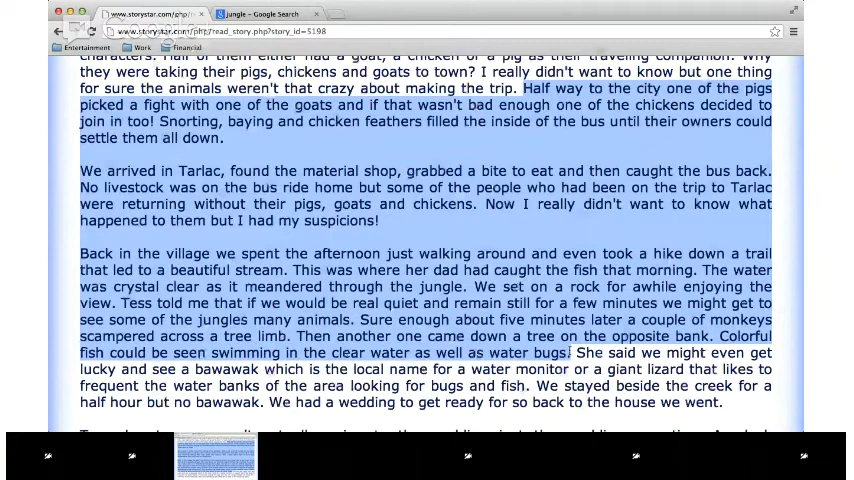 www.storystar.com/php/r
jungle - Google Search
www.storystar.com/php/read_story.php?story_id=5198
Entertainment
Work
Financial
characters. Half of them either had a goat, a chicken or a pig as their traveling companion. Why
they were taking their pigs, chickens and goats to town? I really didn't want to know but one thing
for sure the animals weren't that crazy about making the trip. Half way to the city one of the pigs
picked a fight with one of the goats and if that wasn't bad enough one of the chickens decided to
join in too! Snorting, baying and chicken feathers filled the inside of the bus until their owners could
settle them all down.
We arrived in Tarlac, found the material shop, grabbed a bite to eat and then caught the bus back.
No livestock was on the bus ride home but some of the people who had been on the trip to Tarlac
were returning without their pigs, goats and chickens. Now I really didn't want to know what
happened to them but I had my suspicions!
Back in the village we spent the afternoon just walking around and even took a hike down a trail
that led to a beautiful stream. This was where her dad had caught the fish that morning. The water
was crystal clear as it meandered through the jungle. We set on a rock for awhile enjoying the
view. Tess told me that if we would be real quiet and remain still for a few minutes we might get to
see some of the jungles many animals. Sure enough about five minutes later a couple of monkeys
scampered across a tree limb. Then another one came down a tree on the opposite bank. Colorful
fish could be seen swimming in the clear water as well as water bugs. She said we might even get
lucky and see a bawawak which is the local name for a water monitor or a giant lizard that likes to
frequent the water banks of the area looking for bugs and fish. We stayed beside the creek for a
half hour but no bawawak. We had a wedding to get ready for so back to the house we went.